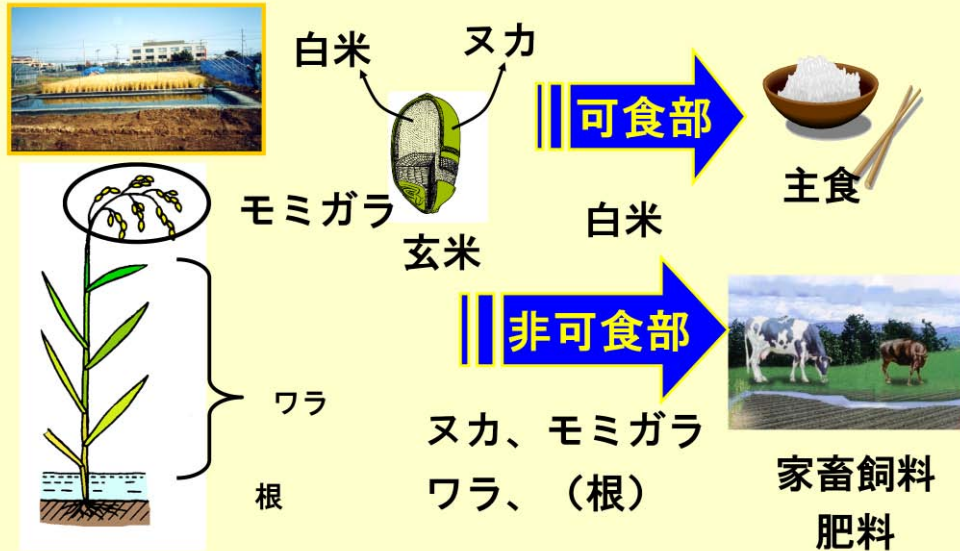 白米
ヌカ
可食部
モミガラ
玄米
白米
主食
非可食部
ワラ
ヌカ、モミガラ
根
ワラ、（根）
家畜飼料
肥料